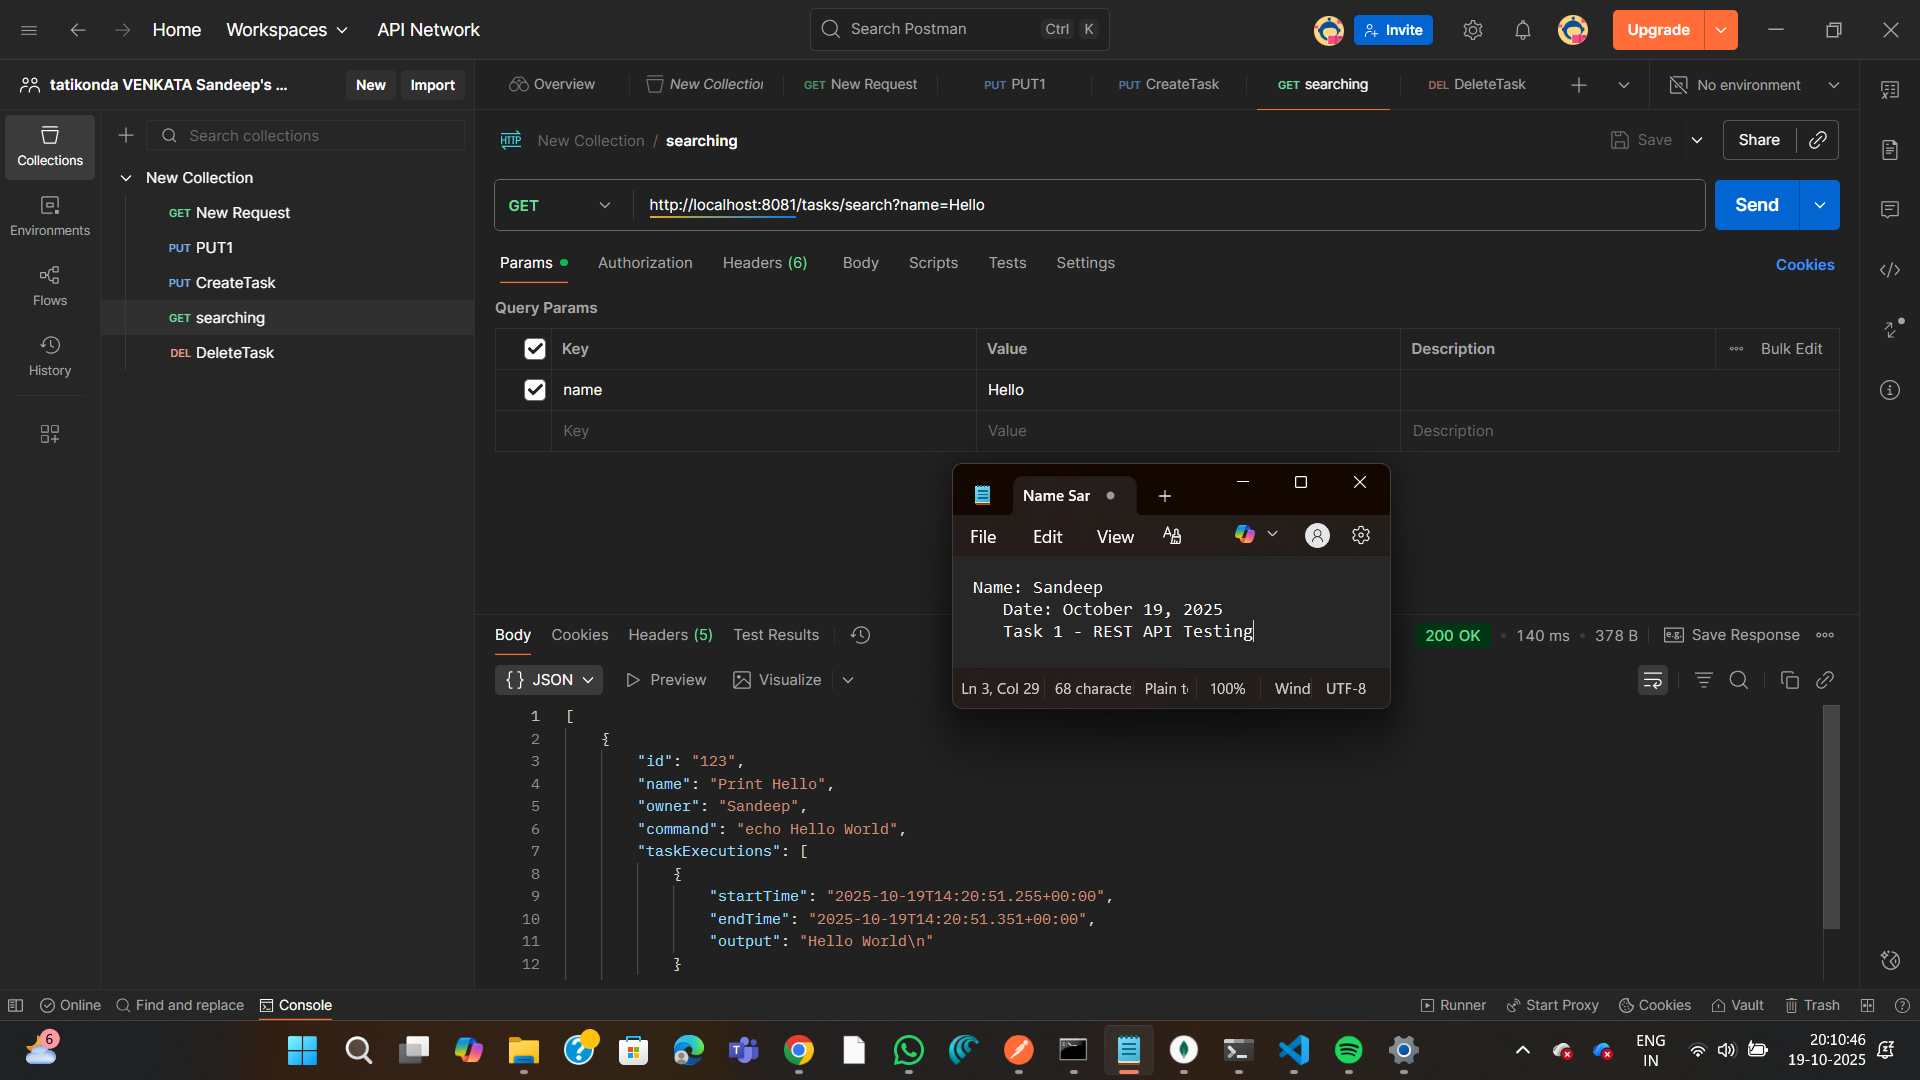 Home
Workspaces
API Network
Search Postman
Ctrl
K
Invite
Upgrade
tatikonda VENKATA Sandeep's ...
New
Import
Overview
New Collection
GET New Request
PUT PUT1
PUT CreateTask
GET searching
DEL DeleteTask
No environment
Collections
Environments
Flows
History
Search collections
New Collection
GET New Request
PUT PUT1
PUT CreateTask
GET searching
DEL DeleteTask
HTTP
New Collection / searching
Save
Share
GET
http://localhost:8081/tasks/search?name=Hello
Send
Params
Authorization
Headers (6)
Body
Scripts
Tests
Settings
Cookies
Query Params
Key
Value
Description
Bulk Edit
name
Hello
Key
Value
Description
Name Sar
File
Edit
View
Name: Sandeep
Date: October 19, 2025
Task 1 - REST API Testing
Ln 3, Col 29
68 characte
Plain t
100%
Wind
UTF-8
Body
Cookies
Headers (5)
Test Results
200 OK
140 ms
378 B
e.g.
Save Response
{} JSON
Preview
Visualize
1 [
2 {
3 "id": "123",
4 "name": "Print Hello",
5 "owner": "Sandeep",
6 "command": "echo Hello World",
7 "taskExecutions": [
8 {
9 "startTime": "2025-10-19T14:20:51.255+00:00",
10 "endTime": "2025-10-19T14:20:51.351+00:00",
11 "output": "Hello World\n"
12 }
Online
Find and replace
Console
Runner
Start Proxy
Cookies
Vault
Trash
6
ENG
IN
20:10:46
19-10-2025